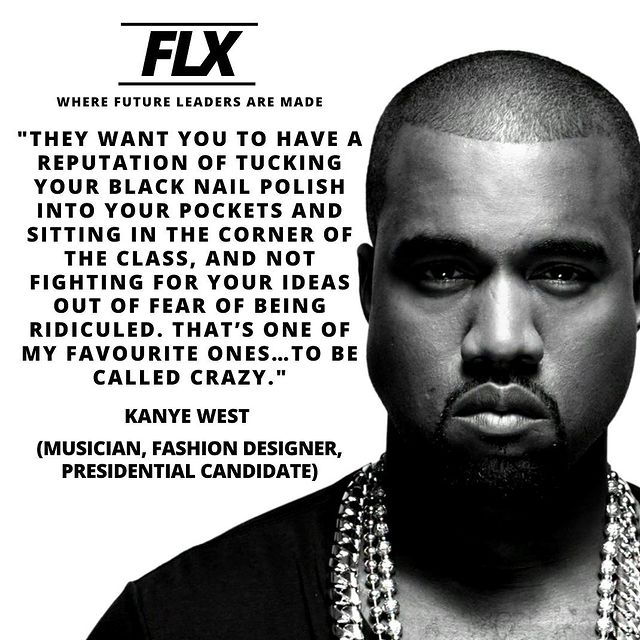 FLX
WHERE FUTURE LEADERS ARE MADE
"THEY WANT YOU TO HAVE A
REPUTATION OF TUCKING
YOUR BLACK NAIL POLISH
INTO YOUR POCKETS AND
SITTING IN THE CORNER OF
THE CLASS, AND NOT
FIGHTING FOR YOUR IDEAS
OUT OF FEAR OF BEING
RIDICULED. THAT’S ONE OF
MY FAVOURITE ONES...TO BE
CALLED CRAZY."
KANYE WEST
(MUSICIAN, FASHION DESIGNER,
PRESIDENTIAL CANDIDATE)